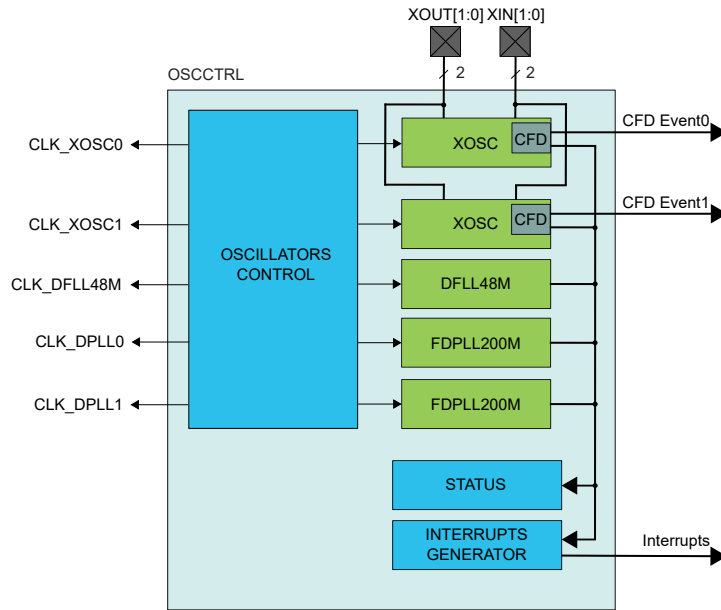 XOUT[1:0] XIN[1:0]
2 2
OSCCTRL
CFD Event0
CLK_XOSC0
XOSC
CFD
CFD Event1
CLK_XOSC1
XOSC
CFD
OSCILLATORS
CONTROL
CLK_DFLL48M
DFLL48M
CLK_DPLL0
FDPLL200M
CLK_DPLL1
FDPLL200M
STATUS
INTERRUPTS
GENERATOR
Interrupts